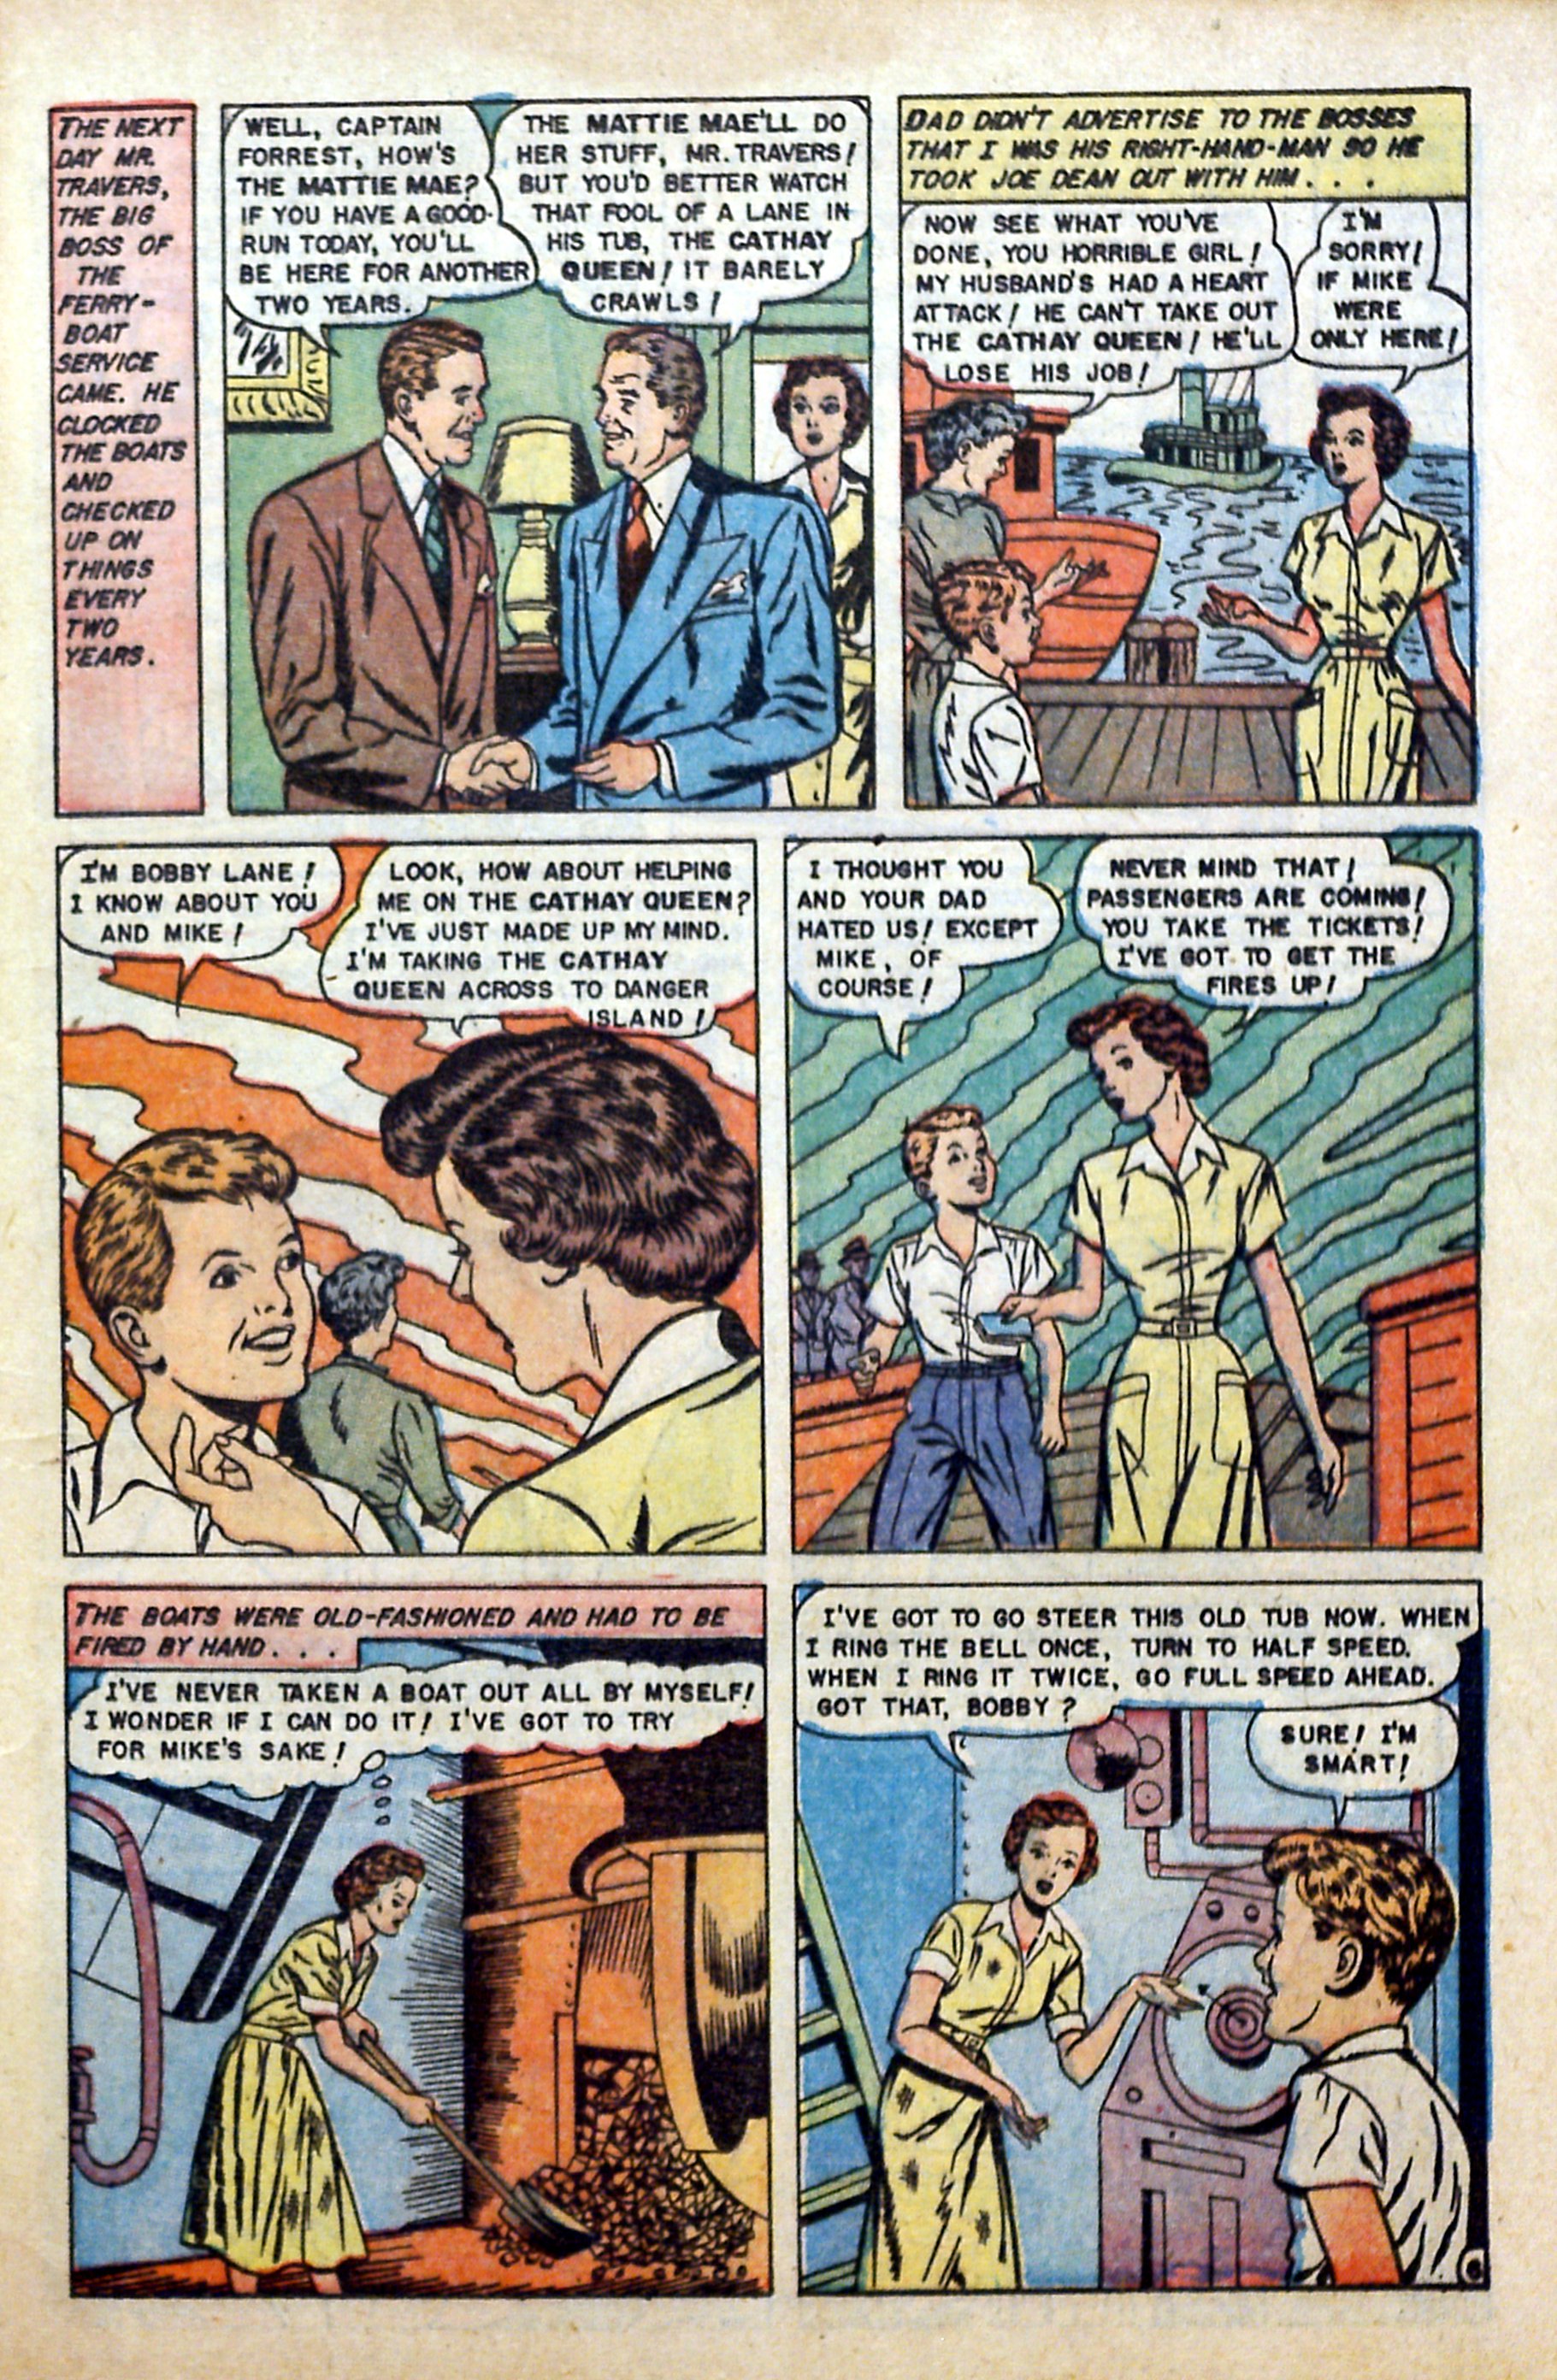 THE NEXT
DAY MR.
TRAVERS,
THE BIG
BOSS OF
THE
FERRY-
BOAT
SERVICE
CAME. HE
CLOCKED
THE BOATS
AND
CHECKED
UP ON
THINGS
EVERY
TWO
YEARS.
WELL, CAPTAIN
FORREST, HOW'S
THE MATTIE MAE?
IF YOU HAVE A GOOD-
RUN TODAY, YOU'LL
BE HERE FOR ANOTHER
TWO YEARS.
THE MATTIE MAE'LL DO
HER STUFF, MR. TRAVERS!
BUT YOU'D BETTER WATCH
THAT FOOL OF A LANE IN
HIS TUB, THE CATHAY
QUEEN! IT BARELY
CRAWLS!
DAD DIDN'T ADVERTISE TO THE BOSSES
THAT I WAS HIS RIGHT-HAND-MAN SO HE
TOOK JOE DEAN OUT WITH HIM...
NOW SEE WHAT YOU'VE
DONE, YOU HORRIBLE GIRL!
MY HUSBAND'S HAD A HEART
ATTACK! HE CAN'T TAKE OUT
THE CATHAY QUEEN! HE'LL
LOSE HIS JOB!
I'M
SORRY!
IF MIKE
WERE
ONLY HERE!
I'M BOBBY LANE!
I KNOW ABOUT YOU
AND MIKE!
LOOK, HOW ABOUT HELPING
ME ON THE CATHAY QUEEN?
I'VE JUST MADE UP MY MIND.
I'M TAKING THE CATHAY
QUEEN ACROSS TO DANGER
ISLAND!
I THOUGHT YOU
AND YOUR DAD
HATED US! EXCEPT
MIKE, OF
COURSE!
NEVER MIND THAT!
PASSENGERS ARE COMING!
YOU TAKE THE TICKETS!
I'VE GOT TO GET THE
FIRES UP!
THE BOATS WERE OLD-FASHIONED AND HAD TO BE
FIRED BY HAND...
I'VE NEVER TAKEN A BOAT OUT ALL BY MYSELF!
I WONDER IF I CAN DO IT! I'VE GOT TO TRY
FOR MIKE'S SAKE!
I'VE GOT TO GO STEER THIS OLD TUB NOW. WHEN
I RING THE BELL ONCE, TURN TO HALF SPEED.
WHEN I RING IT TWICE, GO FULL SPEED AHEAD.
GOT THAT, BOBBY?
SURE! I'M
SMART!
6